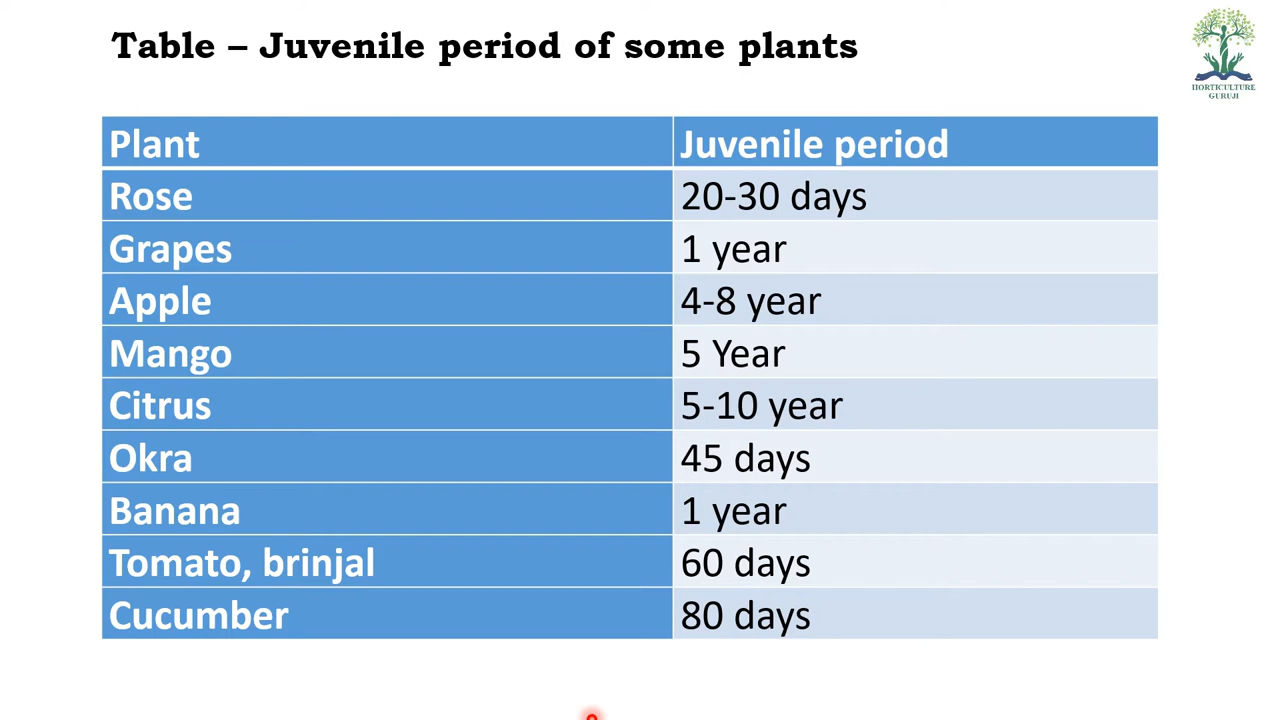 Table – Juvenile period of some plants
HORTICULTURE
GURUJI
Plant Juvenile period
Rose 20-30 days
Grapes 1 year
Apple 4-8 year
Mango 5 Year
Citrus 5-10 year
Okra 45 days
Banana 1 year
Tomato, brinjal 60 days
Cucumber 80 days